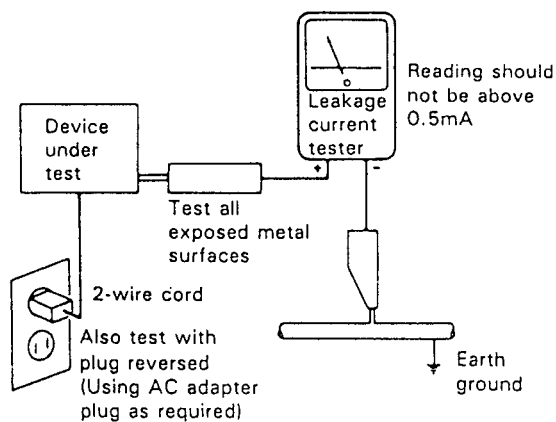 Device
under
test
Leakage
current
tester
+ -
Reading should
not be above
0.5mA
Test all
exposed metal
surfaces
2-wire cord
Also test with
plug reversed
(Using AC adapter
plug as required)
Earth
ground